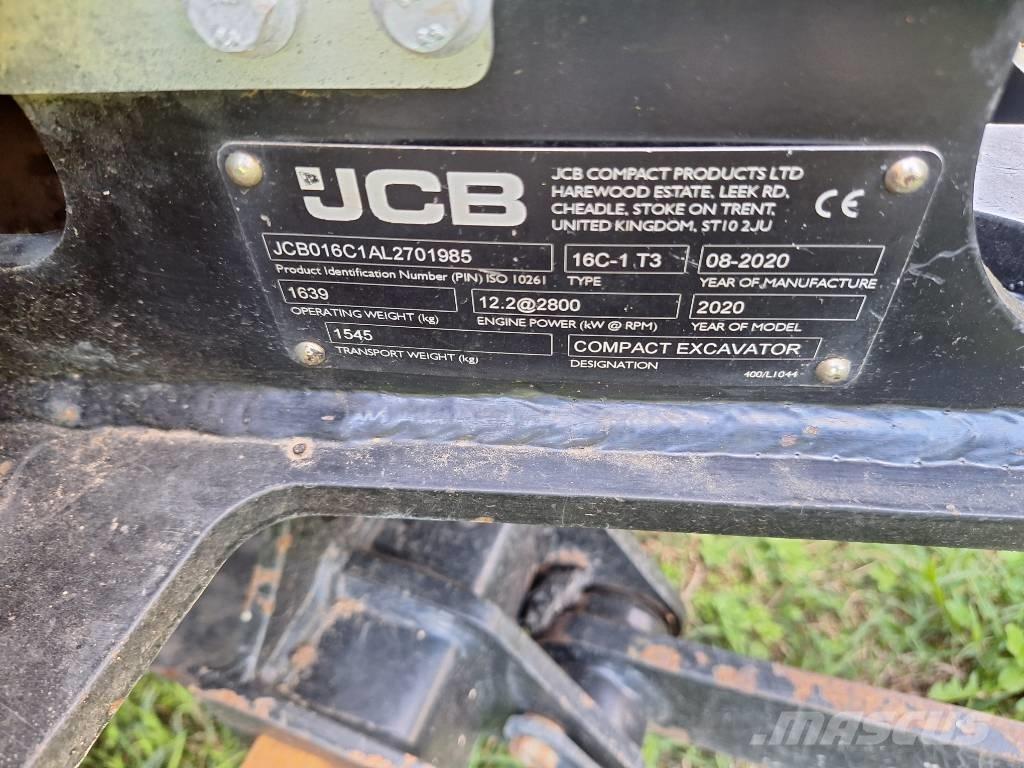 JCB
JCB COMPACT PRODUCTS LTD
HAREWOOD ESTATE, LEEK RD,
CHEADLE, STOKE ON TRENT,
UNITED KINGDOM, ST10 2JU
CE
JCB016C1AL2701985
Product Identification Number (PIN) ISO 10261
16C-1 T3
TYPE
08-2020
YEAR OF MANUFACTURE
1639
OPERATING WEIGHT (kg)
12.2@2800
ENGINE POWER (kW @ RPM)
2020
YEAR OF MODEL
1545
TRANSPORT WEIGHT (kg)
COMPACT EXCAVATOR
DESIGNATION
400/L1044
MASCUS